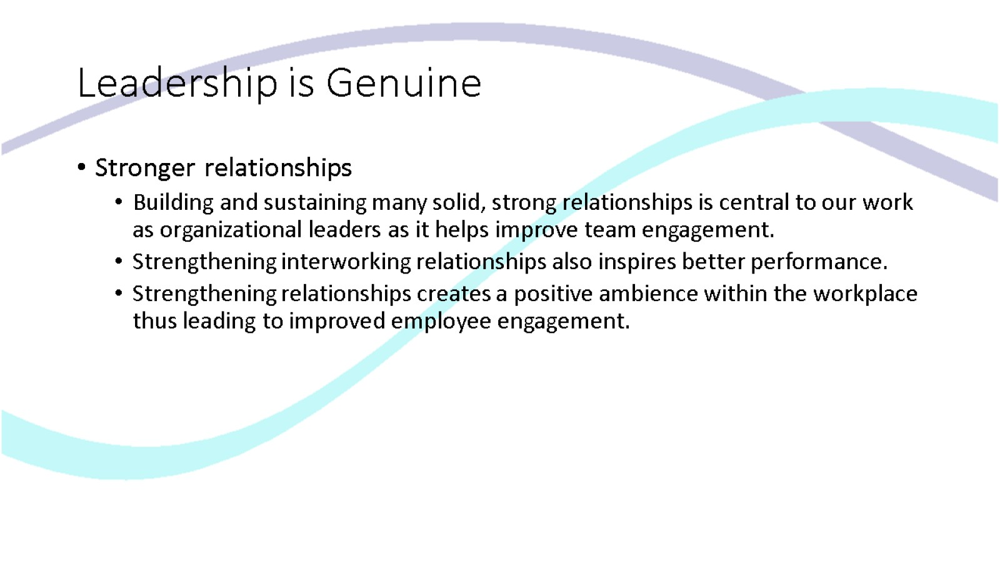 Leadership is Genuine
• Stronger relationships
• Building and sustaining many solid, strong relationships is central to our work
as organizational leaders as it helps improve team engagement.
• Strengthening interworking relationships also inspires better performance.
• Strengthening relationships creates a positive ambience within the workplace
thus leading to improved employee engagement.